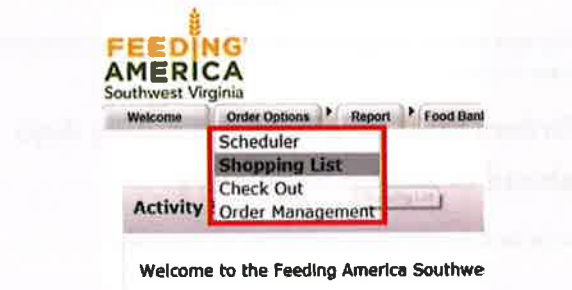 FEEDING
AMERICA
Southwest Virginia
Welcome Order Options Report Food Bank
Scheduler
Shopping List
Check Out
Activity Order Management
Welcome to the Feeding America Southwe